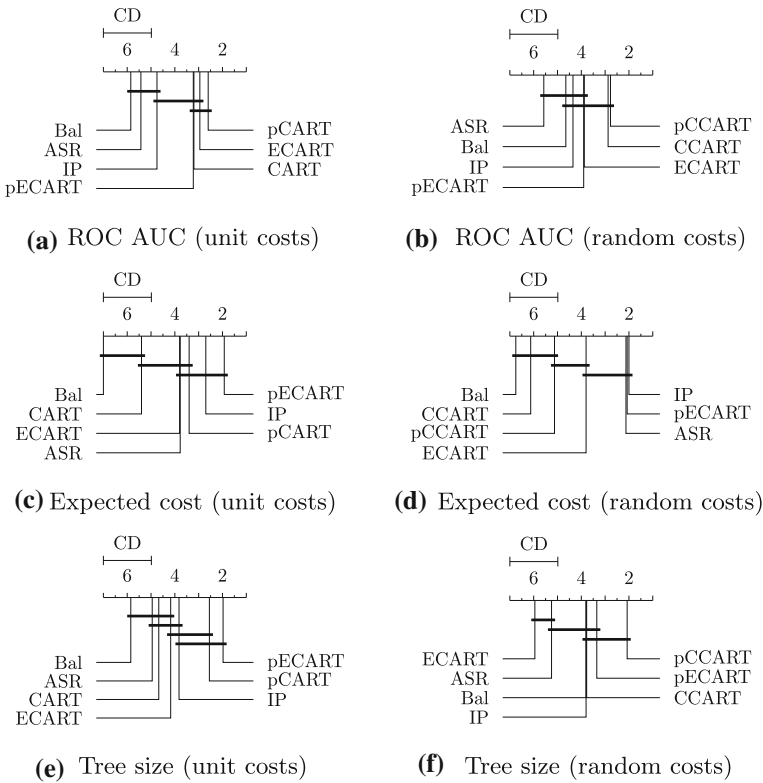 CD CD
6 4 2 6 4 2
Bal pCART ASR pCCART
ASR ECART Bal CCART
IP CART IP ECART
pECART pECART
(a) ROC AUC (unit costs) (b) ROC AUC (random costs)
CD CD
6 4 2 6 4 2
Bal pECART Bal IP
CART IP CCART pECART
ECART pCART pCCART ASR
ASR ECART
(c) Expected cost (unit costs) (d) Expected cost (random costs)
CD CD
6 4 2 6 4 2
Bal pECART ECART pCCART
ASR pCART ASR pECART
CART IP Bal CCART
ECART IP
(e) Tree size (unit costs) (f) Tree size (random costs)